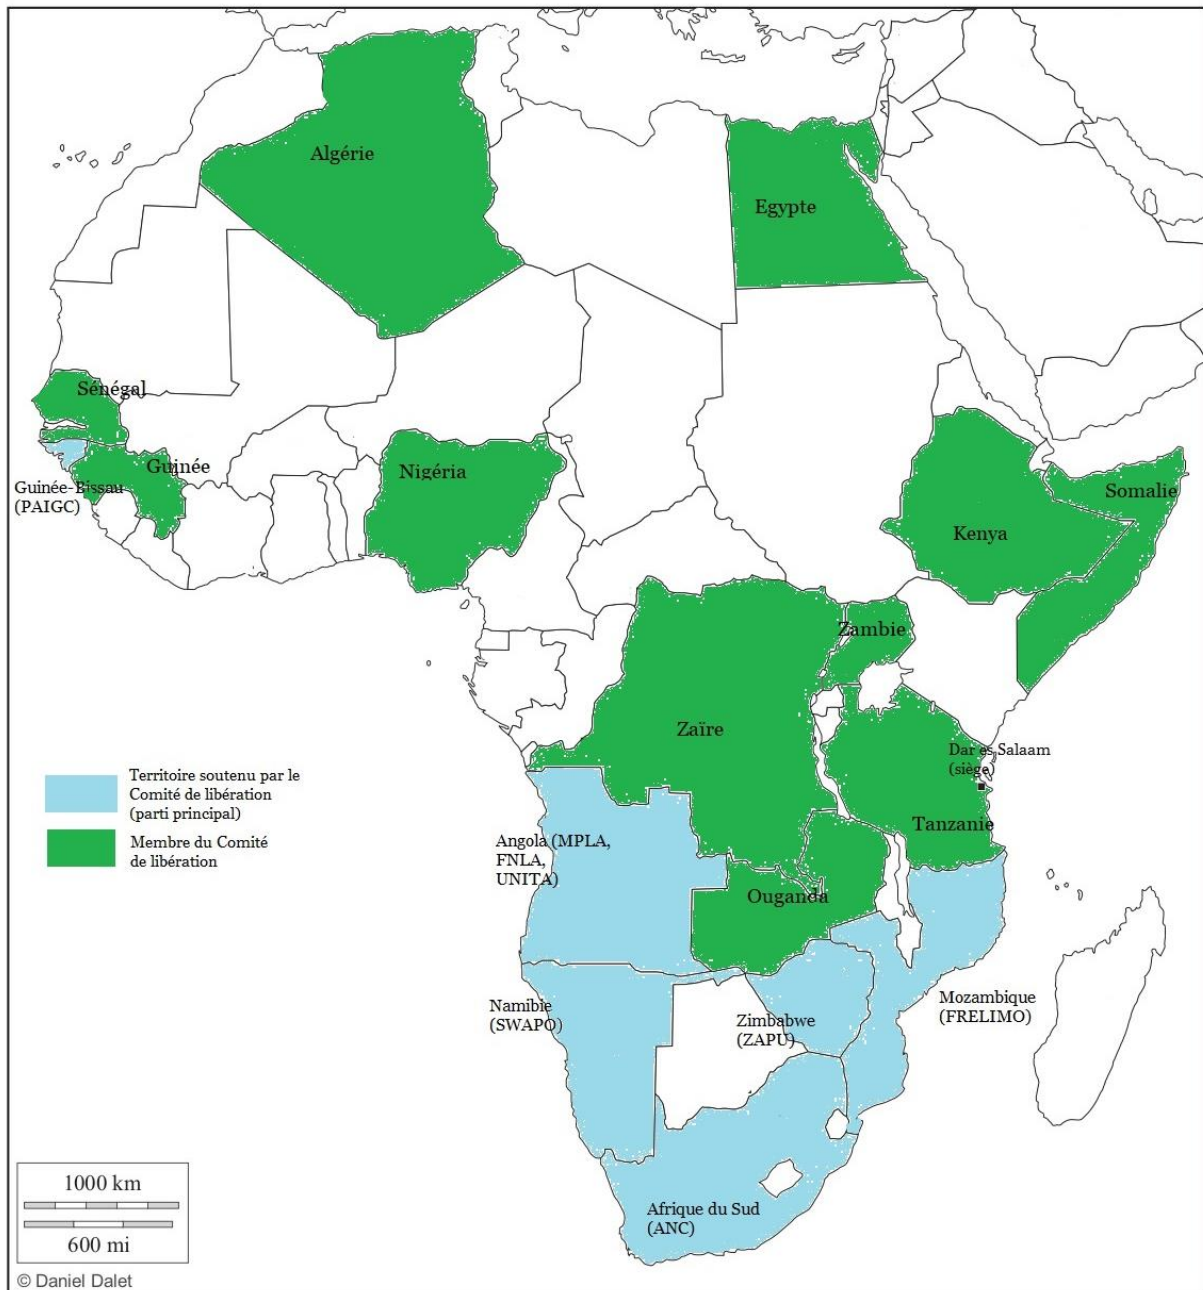 Algérie
Egypte
Sénégal
Guinée
Nigéria
Somalie
Guinée-Bissau
(PAIGC)
Kenya
Zambie
Zaïre
Dar es Salaam
(siège)
Tanzanie
Territoire soutenu par le
Comité de libération
(parti principal)
Membre du Comité
de libération
Angola (MPLA,
FNLA,
UNITA)
Ouganda
Namibie
(SWAPO)
Zimbabwe
(ZAPU)
Mozambique
(FRELIMO)
Afrique du Sud
(ANC)
1000 km
600 mi
© Daniel Dalet